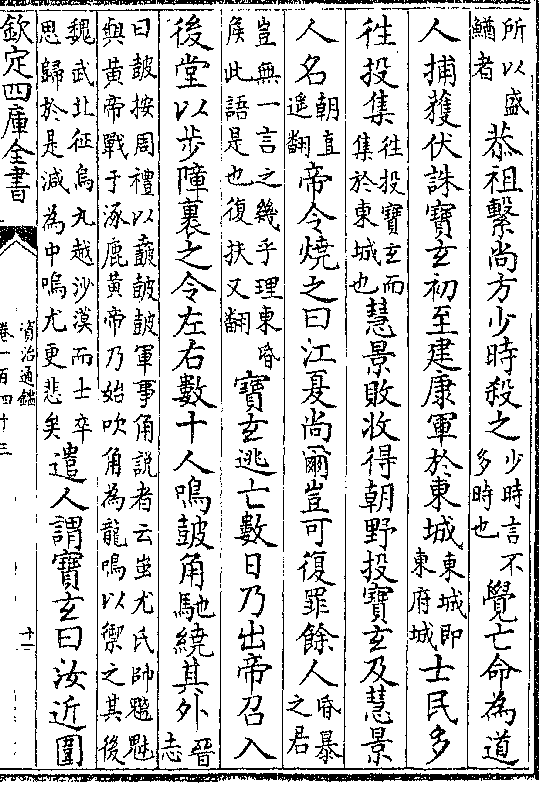 所以盛鰌者恭祖繫尚方少時殺之少時言不多時也覺亡命為道
人捕獲伏誅寶玄初至建康軍於東城東城即東府城士民多
徃投集徃投寶玄而集於東城也慧景敗收得朝野投寶玄及慧景
人名朝直遥翻帝令燒之曰江夏尚爾豈可復罪餘人昏暴之君
豈無一言之幾乎理東昏侯此語是也復扶又翻寶玄逃亡數日乃出帝召入
後堂以步障裹之令左右數十人鳴皷角馳繞其外晉志
曰皷按周禮以鼖皷皷軍事角說者云蚩尤氏帥魑魅與黃帝戰于涿鹿黃帝乃始吹角為龍鳴以禦之其後
魏武北征烏丸越沙漠而士卒思歸於是減為中鳴尤更悲矣遣人謂寶玄曰汝近圍
欽定四庫全書
資治通鑑
卷一百四十三
十一